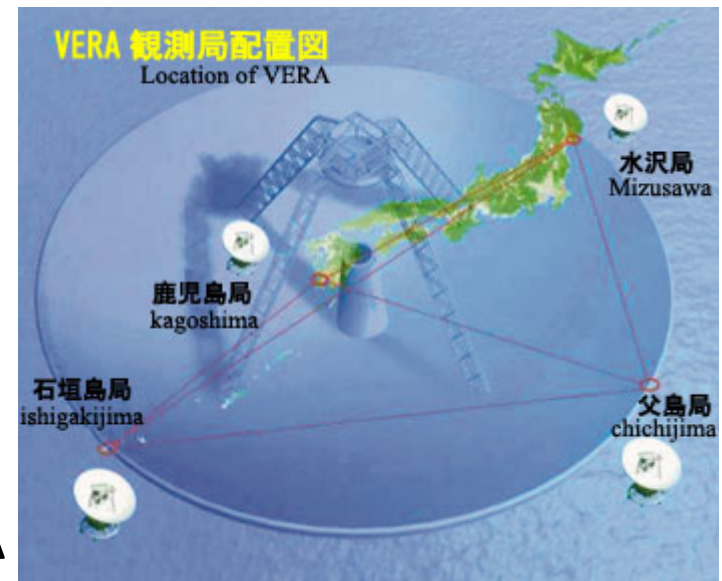 VERA 観測局配置図
Location of VERA
水沢局
Mizusawa
鹿児島局
kagoshima
石垣島局
ishigakijima
父島局
chichijima